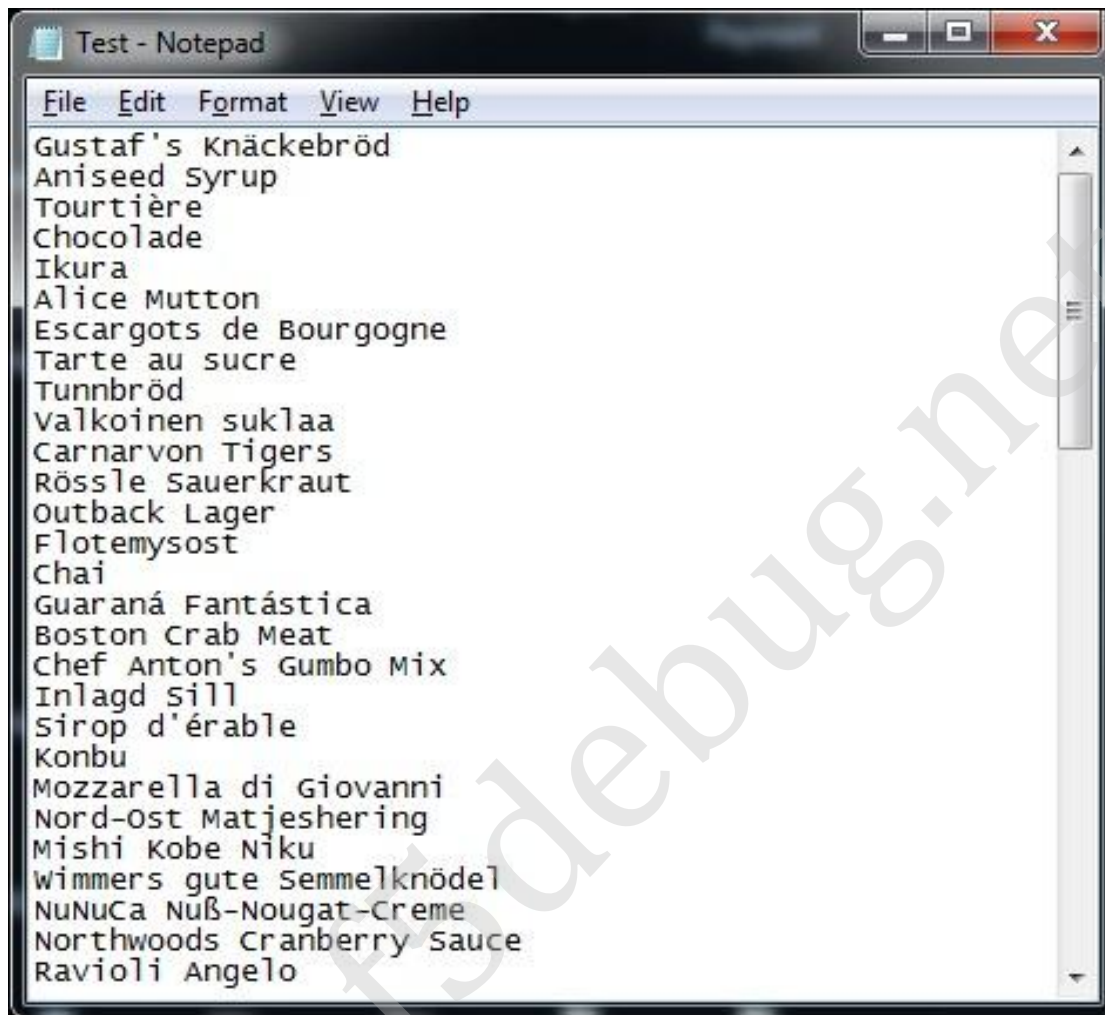 Test - Notepad
File Edit Format View Help
Gustaf's Knäckebröd
Aniseed Syrup
Tourtière
Chocolade
Ikura
Alice Mutton
Escargots de Bourgogne
Tarte au sucre
Tunnbröd
Valkoinen suklaa
Carnarvon Tigers
Rössle Sauerkraut
Outback Lager
Flotemysost
Chai
Guaraná Fantástica
Boston Crab Meat
Chef Anton's Gumbo Mix
Inlagd Sill
Sirop d'érable
Konbu
Mozzarella di Giovanni
Nord-Ost Matjeshering
Mishi Kobe Niku
Wimmers gute Semmelknödel
NuNuCa Nuß-Nougat-Creme
Northwoods Cranberry Sauce
Ravioli Angelo
f5debug.net